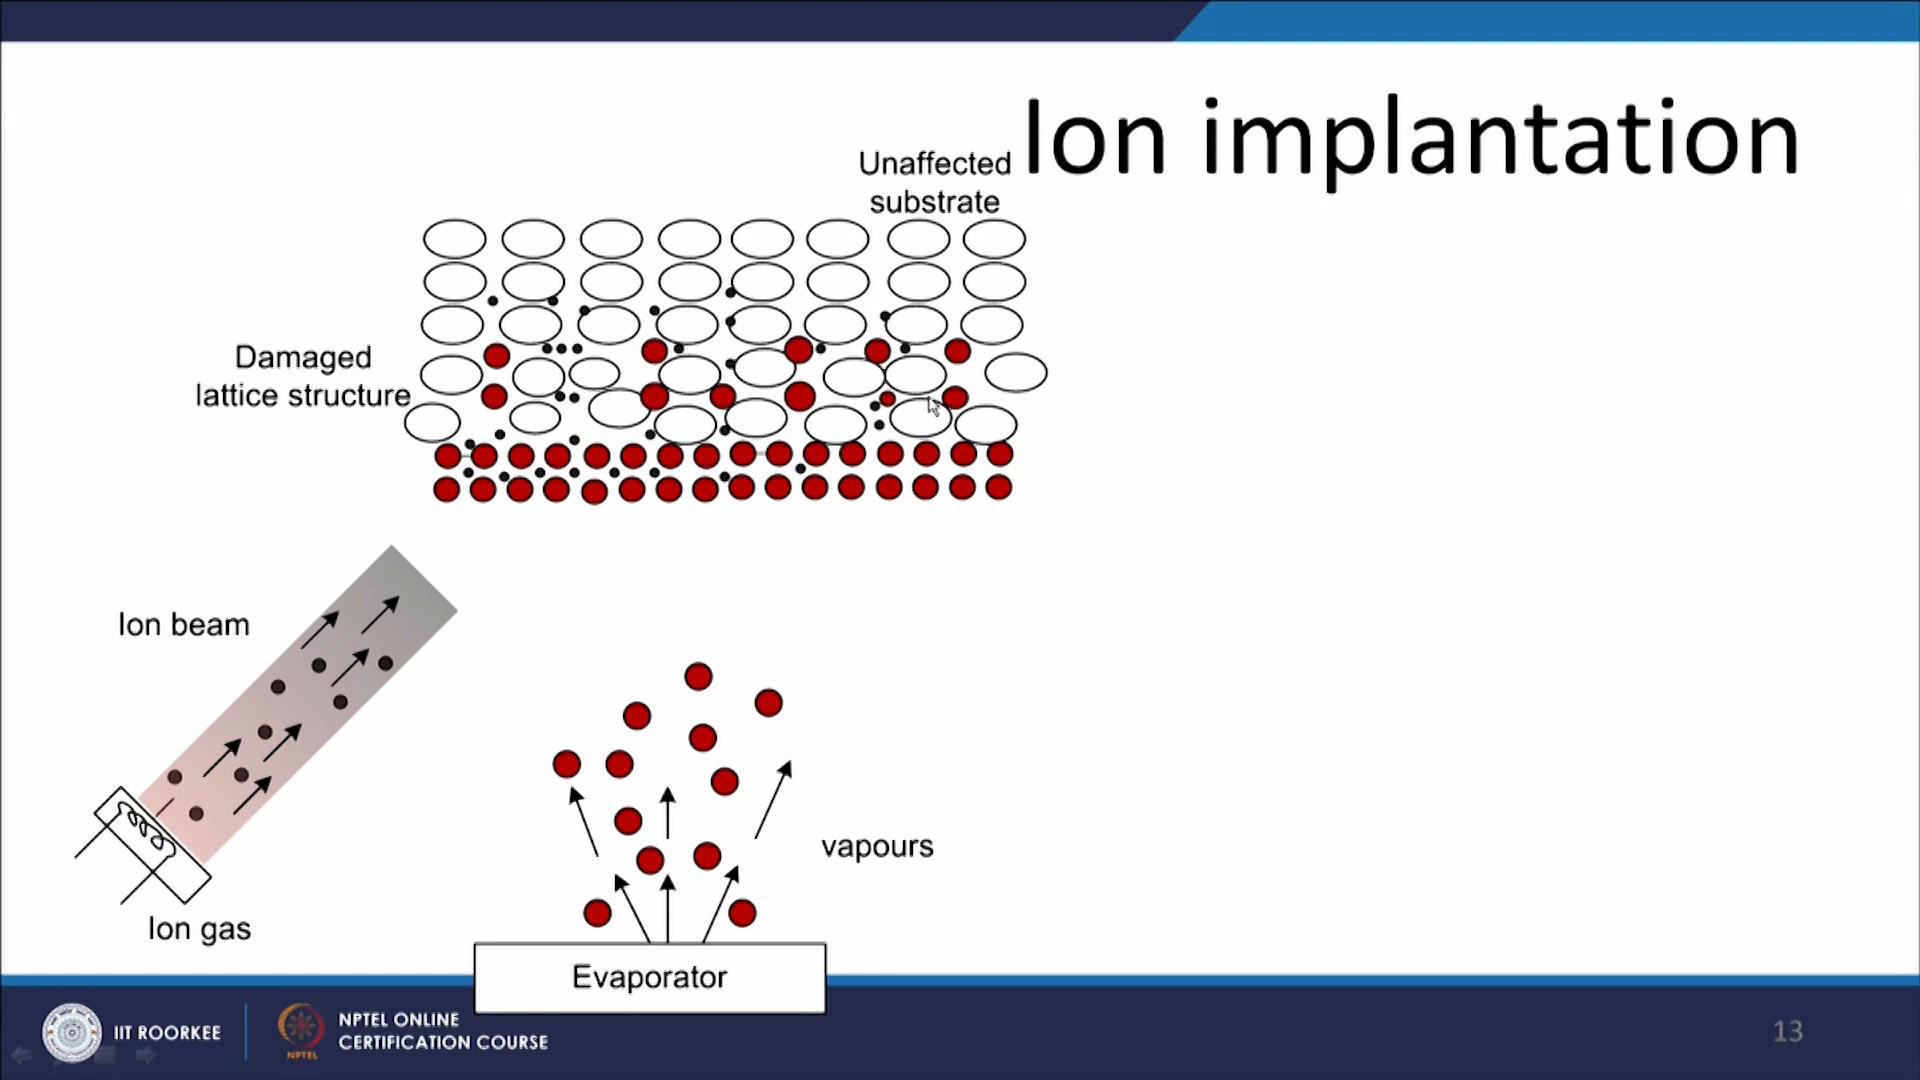 Ion implantation
Unaffected
substrate
Damaged
lattice structure
Ion beam
Ion gas
vapours
Evaporator
IIT ROORKEE
NPTEL
NPTEL ONLINE
CERTIFICATION COURSE
13